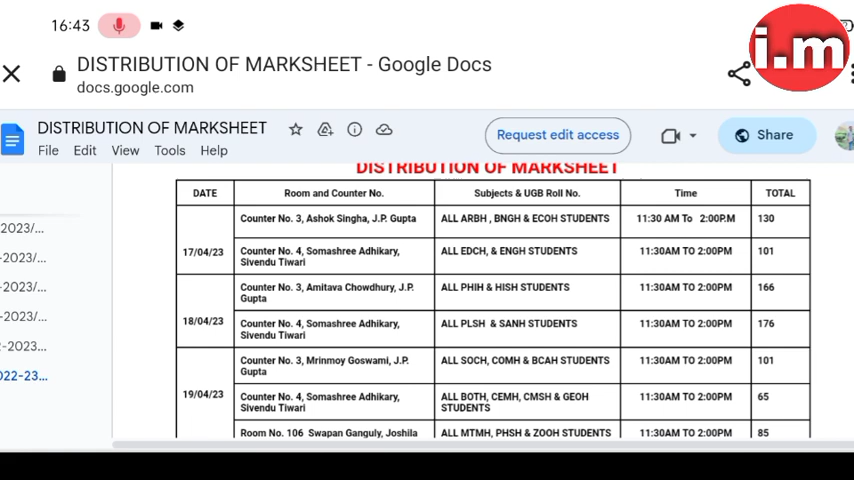 16:43
i.m
DISTRIBUTION OF MARKSHEET - Google Docs
docs.google.com
DISTRIBUTION OF MARKSHEET
Request edit access
Share
File Edit View Tools Help
DISTRIBUTION OF MARKSHEET
DATE Room and Counter No. Subjects & UGB Roll No. Time TOTAL
2023/...
-2023/...
-2023/...
-2023/...
2-2023...
022-23...
17/04/23
Counter No. 3, Ashok Singha, J.P. Gupta ALL ARBH , BNGH & ECOH STUDENTS 11:30 AM To 2:00P.M 130
Counter No. 4, Somashree Adhikary,
Sivendu Tiwari
ALL EDCH, & ENGH STUDENTS 11:30AM TO 2:00PM 101
18/04/23
Counter No. 3, Amitava Chowdhury, J.P.
Gupta
ALL PHIH & HISH STUDENTS 11:30AM TO 2:00PM 166
Counter No. 4, Somashree Adhikary,
Sivendu Tiwari
ALL PLSH & SANH STUDENTS 11:30AM TO 2:00PM 176
19/04/23
Counter No. 3, Mrinmoy Goswami, J.P.
Gupta
ALL SOCH, COMH & BCAH STUDENTS 11:30AM TO 2:00PM 101
Counter No. 4, Somashree Adhikary,
Sivendu Tiwari
ALL BOTH, CEMH, CMSH & GEOH
STUDENTS
11:30AM TO 2:00PM 65
Room No. 106 Swapan Ganguly, Joshila ALL MTMH, PHSH & ZOOH STUDENTS 11:30AM TO 2:00PM 85